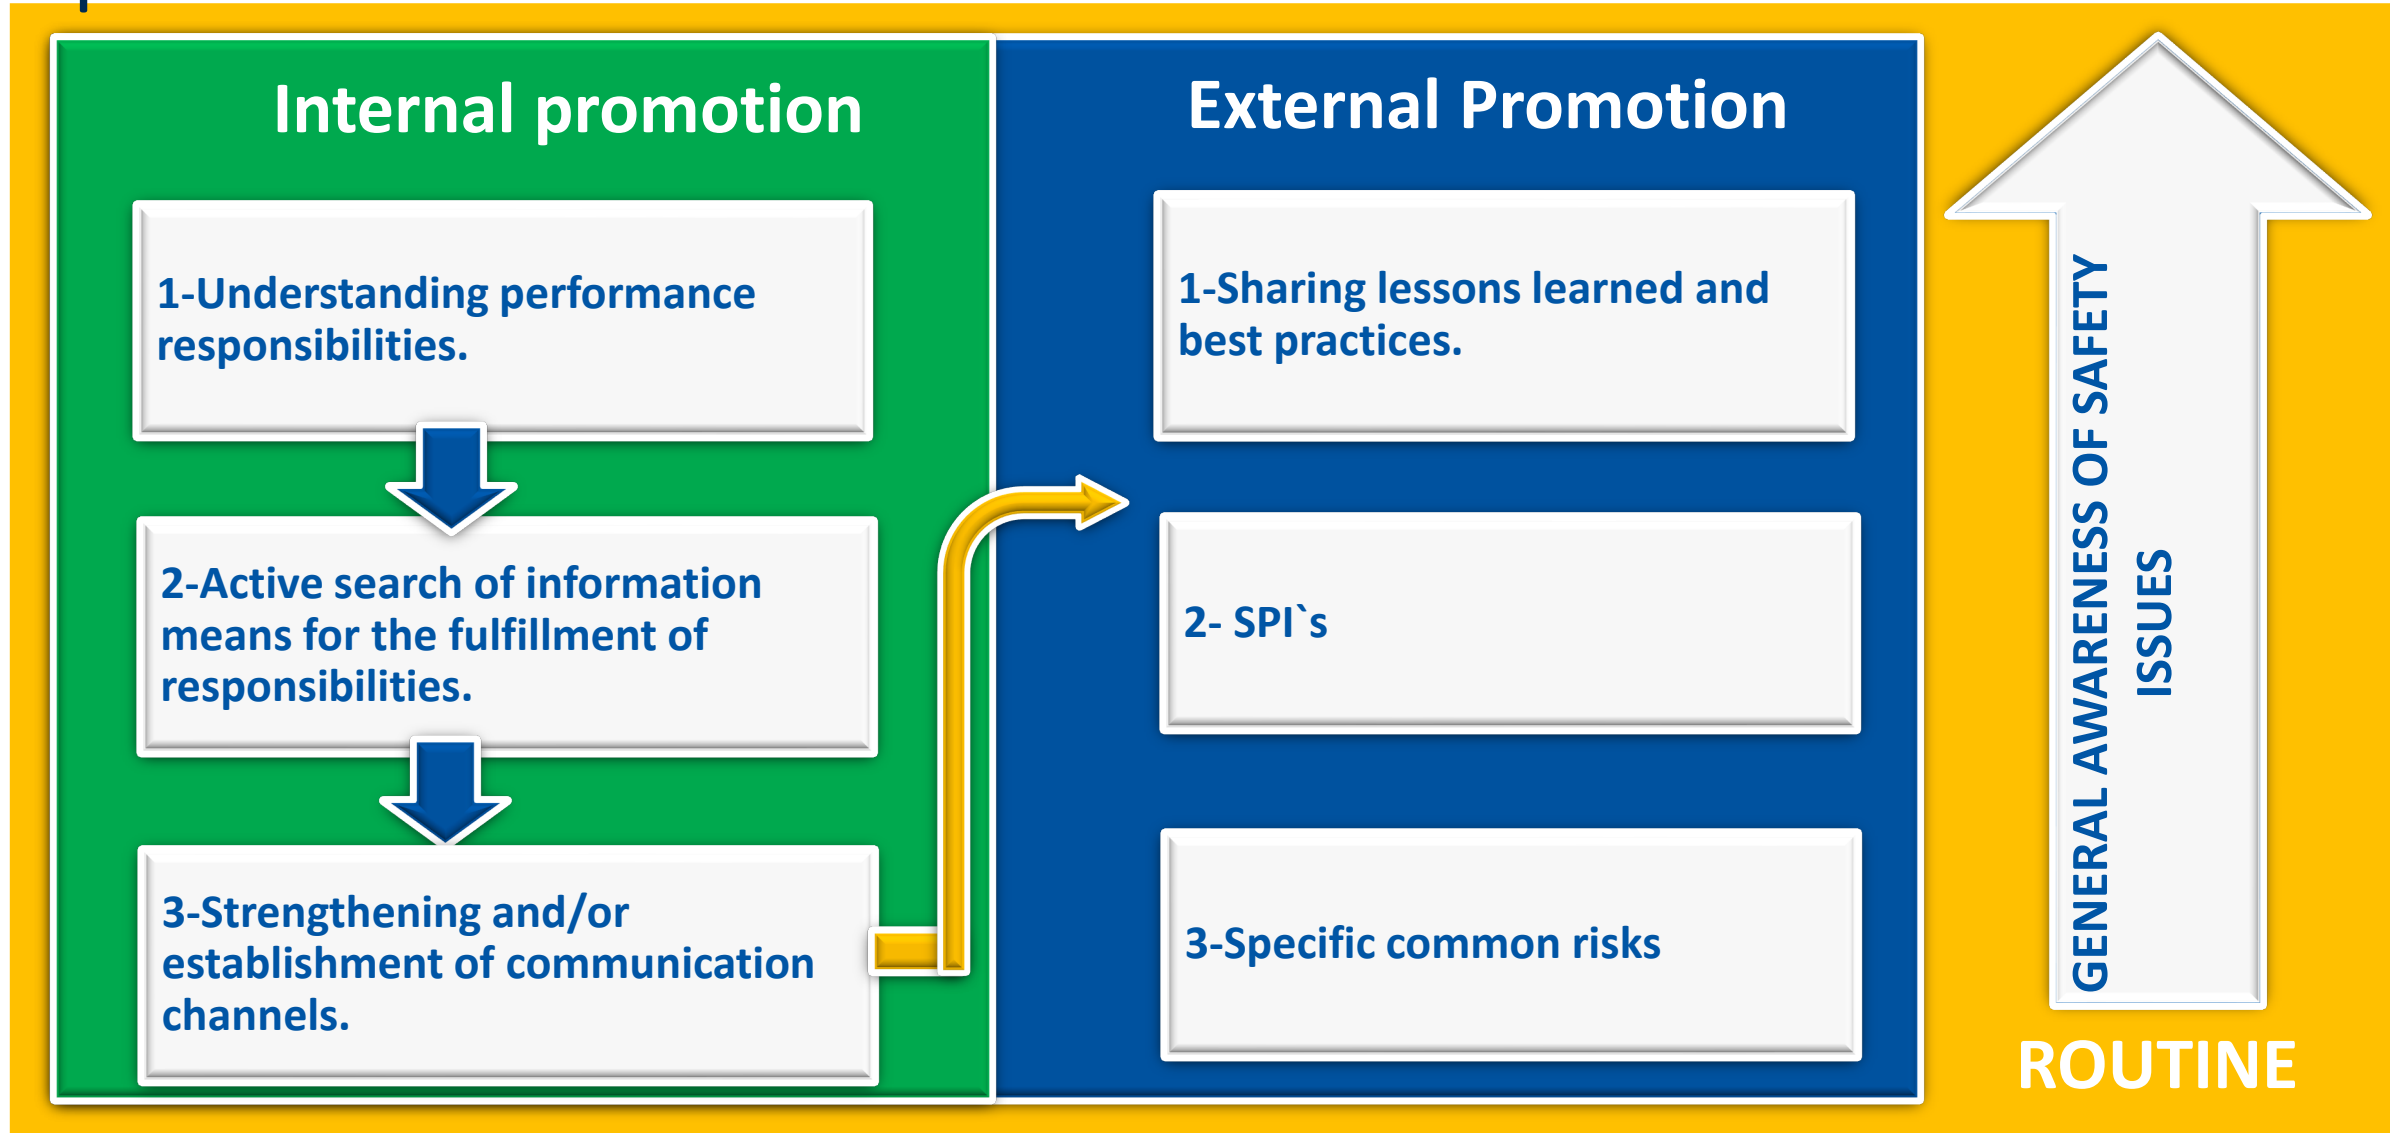 Internal promotion
1-Understanding performance
responsibilities.
2-Active search of information
means for the fulfillment of
responsibilities.
3-Strengthening and/or
establishment of communication
channels.
External Promotion
1-Sharing lessons learned and
best practices.
2- SPI`s
3-Specific common risks
GENERAL AWARENESS OF SAFETY
ISSUES
ROUTINE